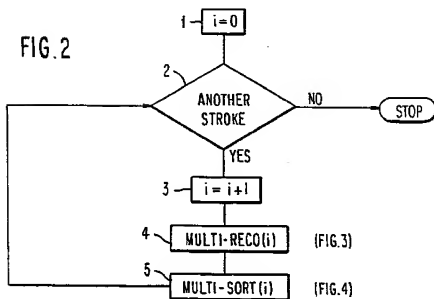 1 i=0
FIG.2
2
ANOTHER
STROKE
NO
STOP
YES
3 i=i+1
4 MULTI-RECO(i) (FIG.3)
5 MULTI-SORT(i) (FIG.4)